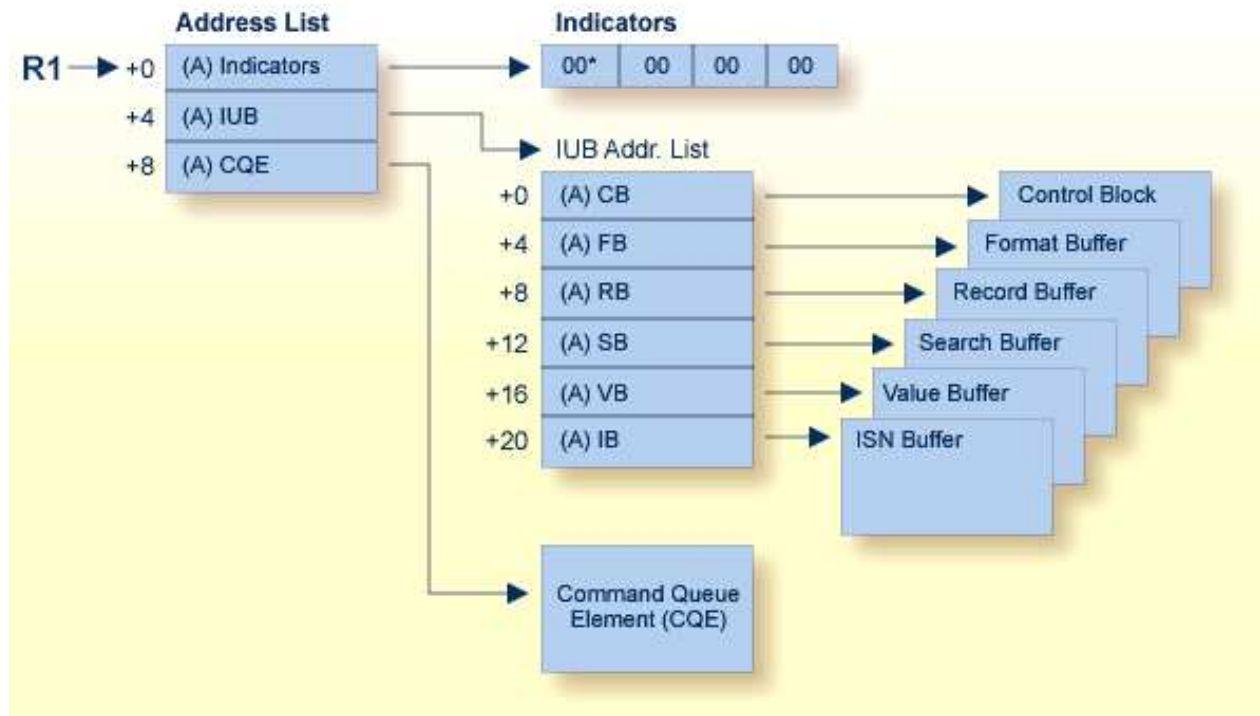 Address List
Indicators
R1
+0
(A) Indicators
00*
00
00
00
+4
(A) IUB
+8
(A) CQE
IUB Addr. List
+0
(A) CB
Control Block
+4
(A) FB
Format Buffer
+8
(A) RB
Record Buffer
+12
(A) SB
Search Buffer
+16
(A) VB
Value Buffer
+20
(A) IB
ISN Buffer
Command Queue
Element (CQE)